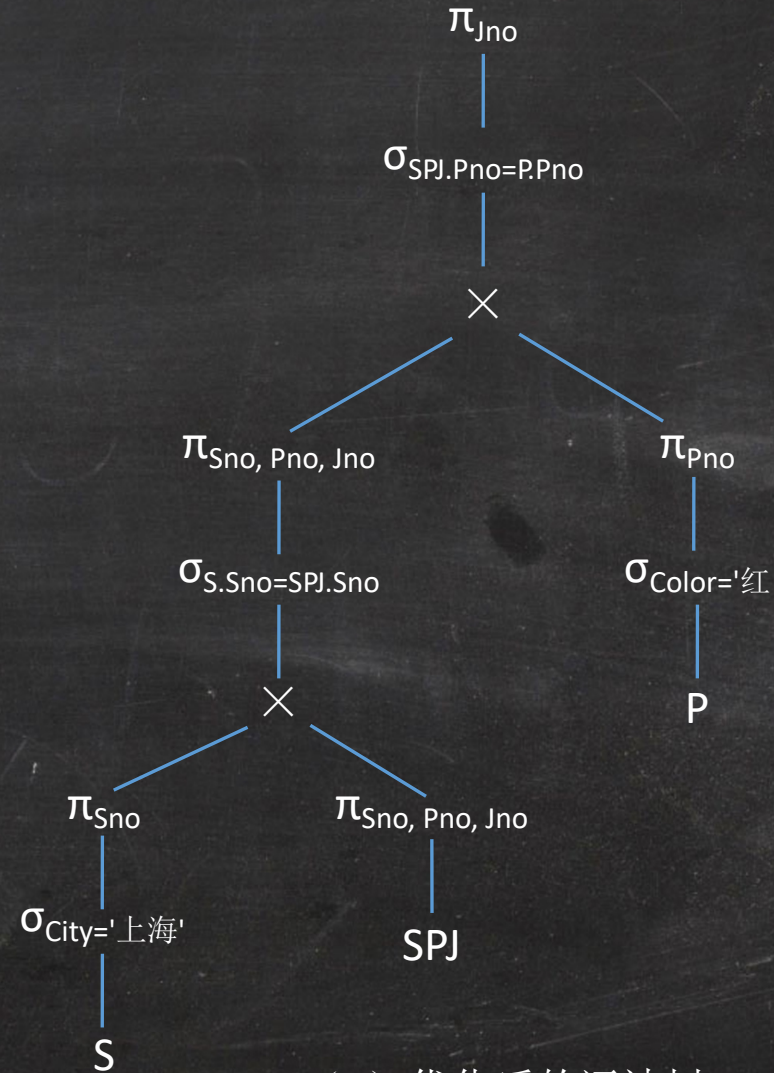 πJno
σSPJ.Pno=P.Pno
×
πSno, Pno, Jno
πPno
σS.Sno=SPJ.Sno
σColor='红
×
P
πSno
πSno, Pno, Jno
σCity='上海'
SPJ
S